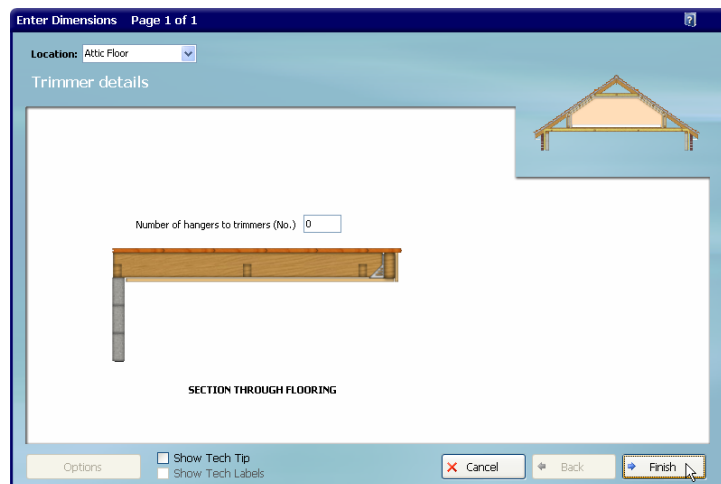 Enter Dimensions Page 1 of 1
Location: Attic Floor
Trimmer details
Number of hangers to trimmers (No.) 0
SECTION THROUGH FLOORING
Options
Show Tech Tip
Show Tech Labels
Cancel
Back
Finish